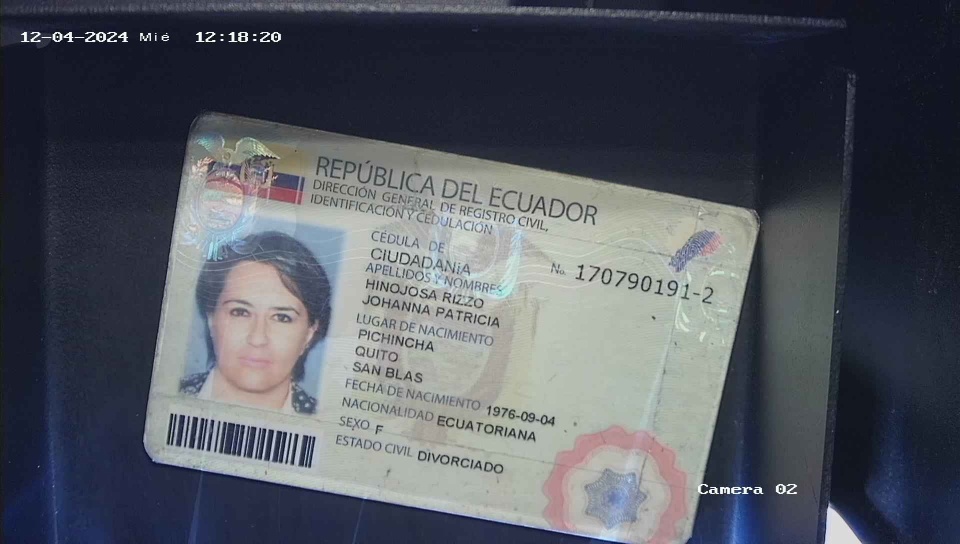 12-04-2024 Mié 12:18:20
REPÚBLICA DEL ECUADOR
DIRECCIÓN GENERAL DE REGISTRO CIVIL,
IDENTIFICACIÓN Y CEDULACIÓN
CÉDULA DE
CIUDADANÍA
No. 170790191-2
APELLIDOS Y NOMBRES
HINOJOSA RIZZO
JOHANNA PATRICIA
LUGAR DE NACIMIENTO
PICHINCHA
QUITO
SAN BLAS
FECHA DE NACIMIENTO 1976-09-04
NACIONALIDAD ECUATORIANA
SEXO F
ESTADO CIVIL DIVORCIADO
Camera 02